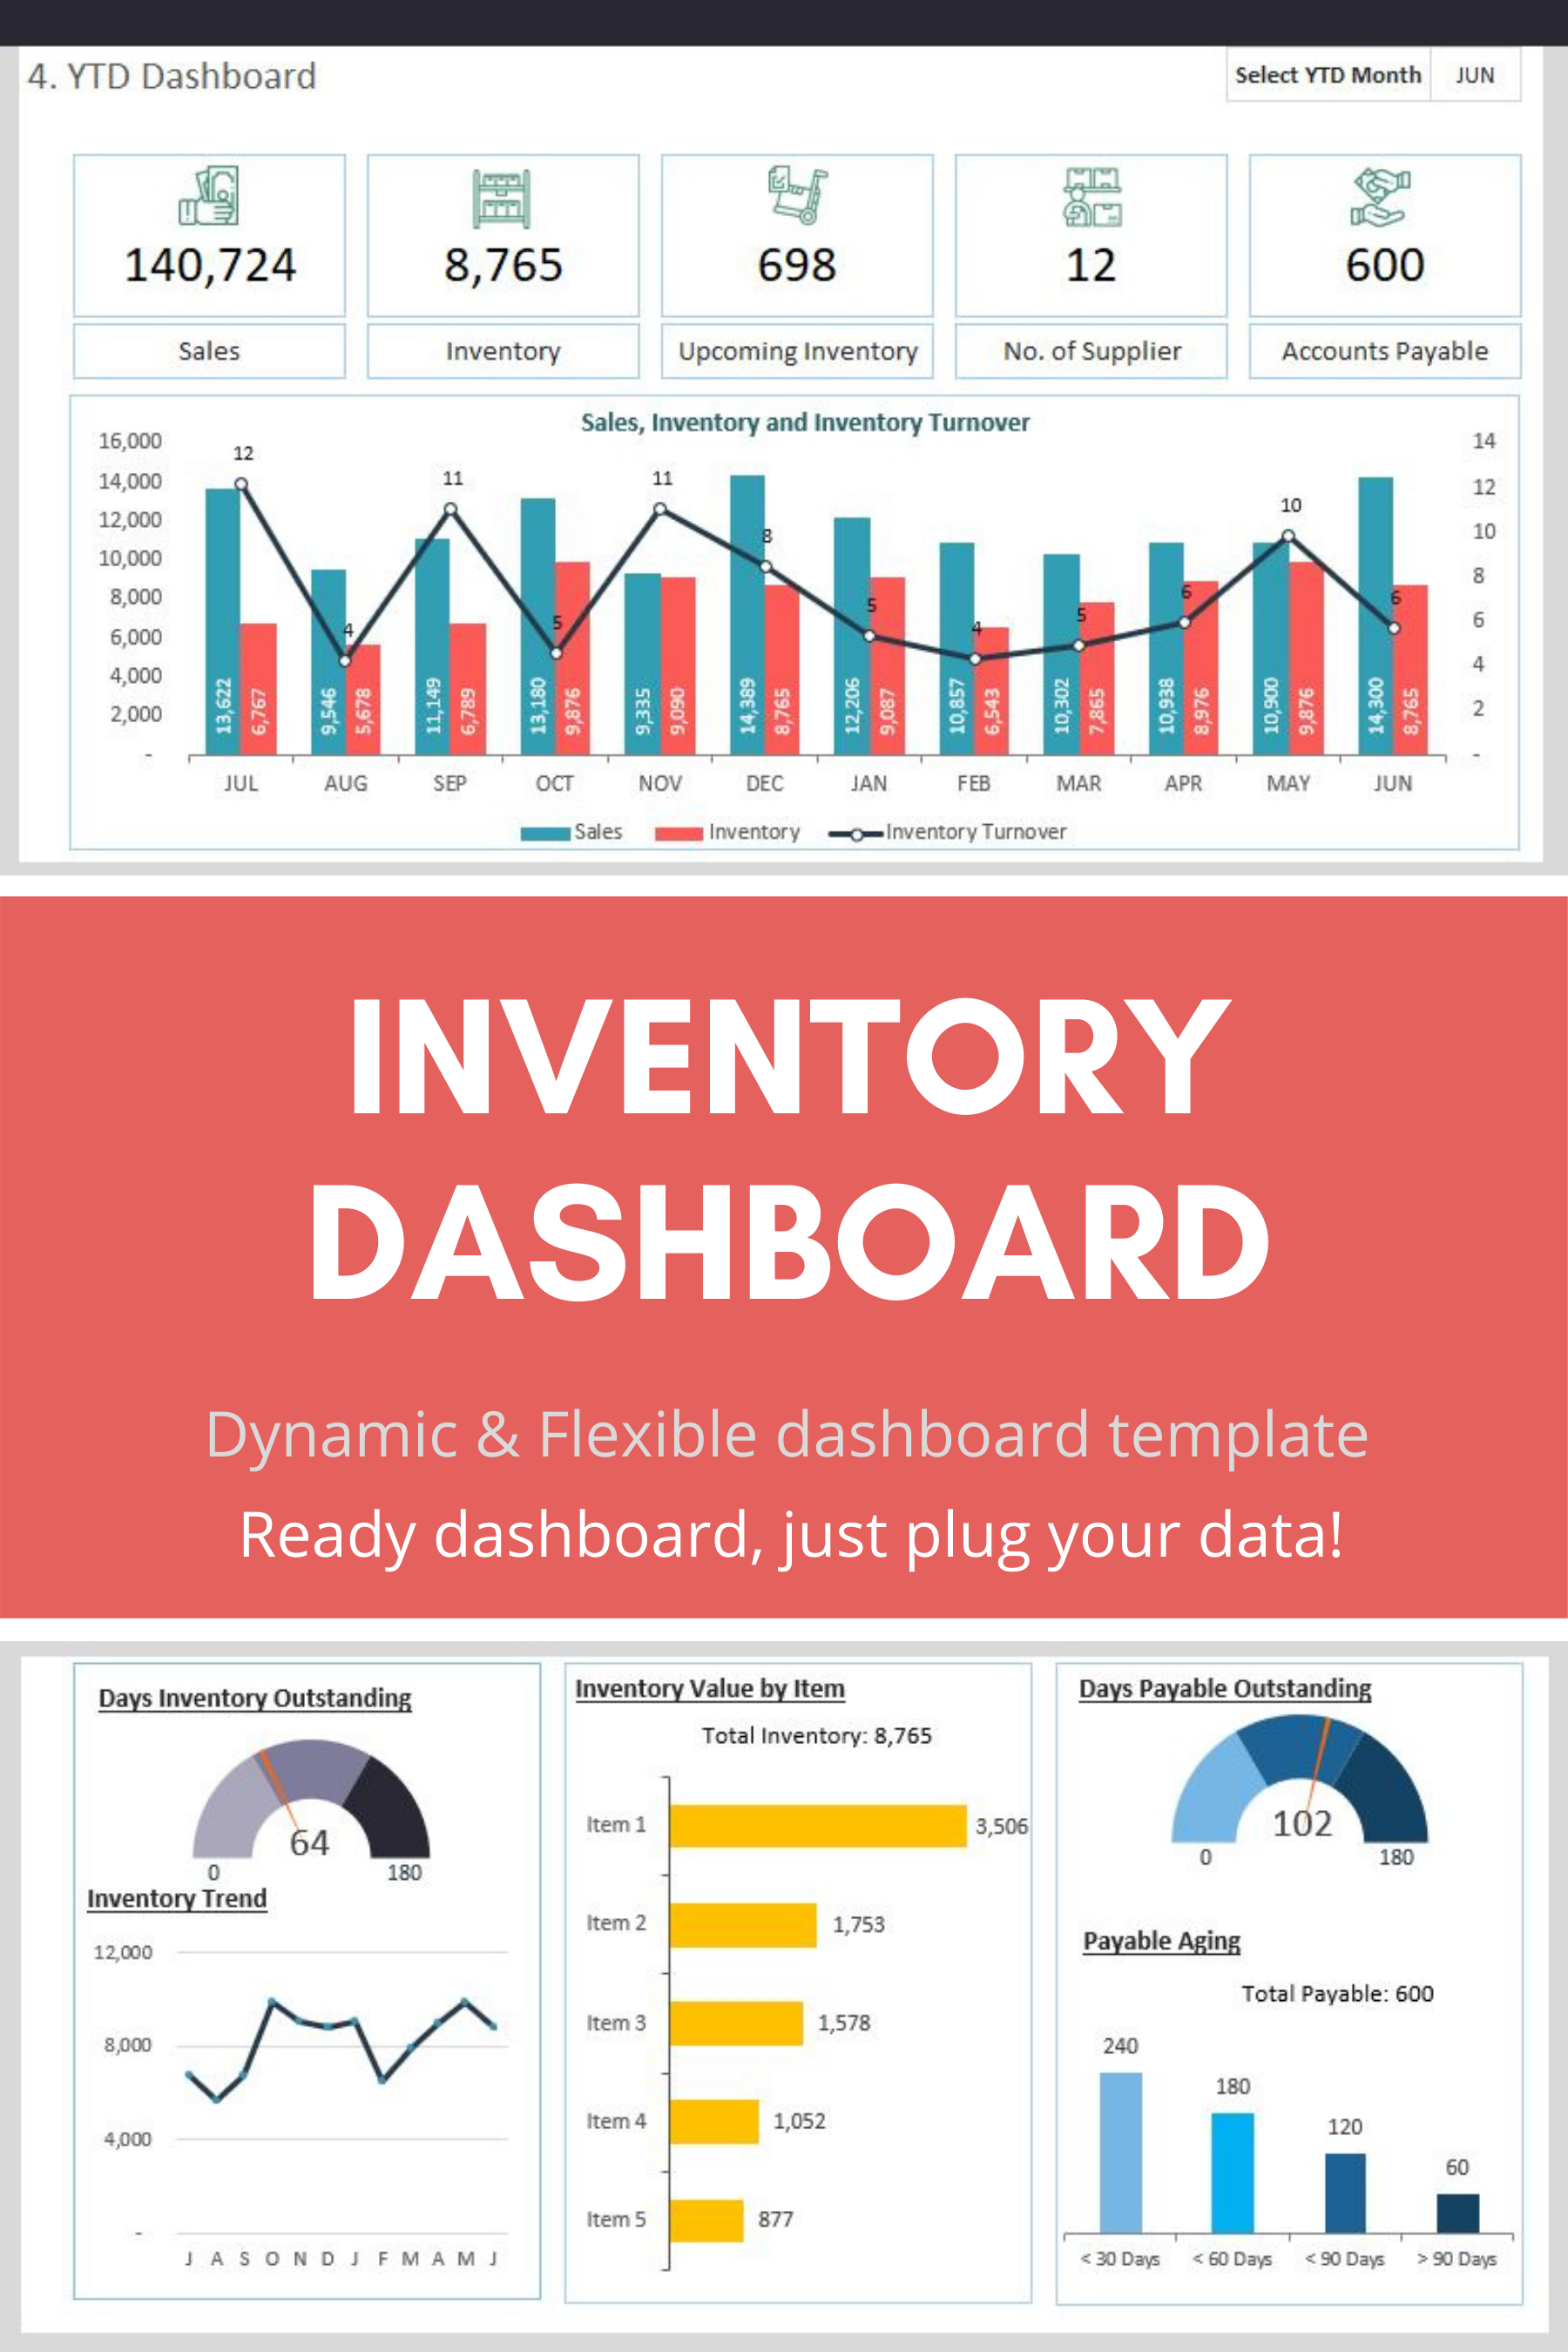 4. YTD Dashboard
Select YTD Month JUN
140,724 8,765 698 12 600
Sales Inventory Upcoming Inventory No. of Supplier Accounts Payable
Sales, Inventory and Inventory Turnover
16,000
14,000
12,000
10,000
8,000
6,000
4,000
2,000
-
14
12
10
8
6
4
2
-
12 4 11 5 11 8 5 4 5 6 10 6
13,622 6,767 9,546 5,678 11,149 6,789 13,180 9,876 9,335 9,090 14,389 8,765 12,206 9,087 10,857 6,543 10,302 7,865 10,938 8,976 10,900 9,876 14,300 8,765
JUL AUG SEP OCT NOV DEC JAN FEB MAR APR MAY JUN
Sales Inventory Inventory Turnover
INVENTORY
DASHBOARD
Dynamic & Flexible dashboard template
Ready dashboard, just plug your data!
Days Inventory Outstanding
64
0 180
Inventory Trend
12,000
8,000
4,000
-
J A S O N D J F M A M J
Inventory Value by Item
Total Inventory: 8,765
Item 1 3,506
Item 2 1,753
Item 3 1,578
Item 4 1,052
Item 5 877
Days Payable Outstanding
102
0 180
Payable Aging
Total Payable: 600
240
180
120
60
< 30 Days < 60 Days < 90 Days > 90 Days